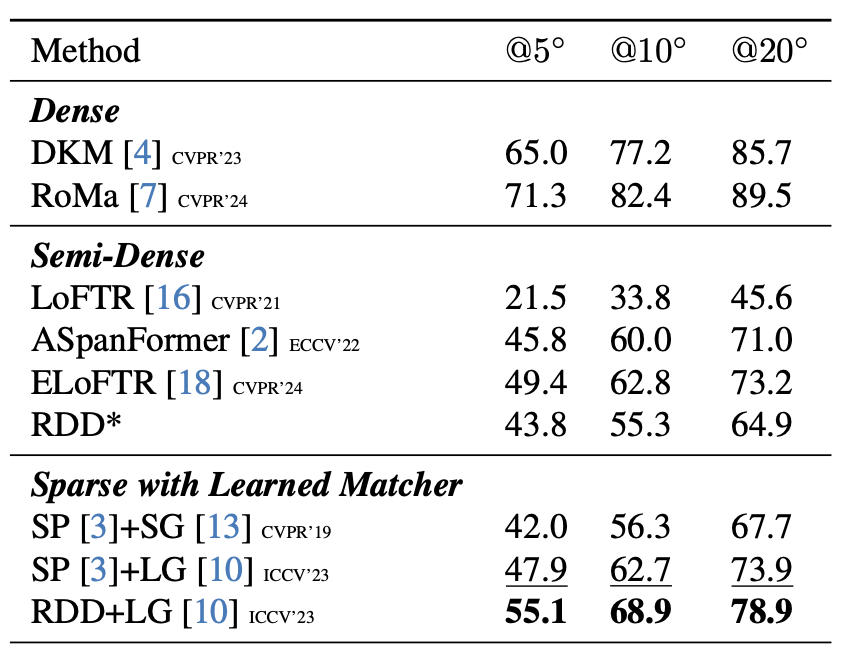 Method @5° @10° @20°
Dense
DKM [4] CVPR'23 65.0 77.2 85.7
RoMa [7] CVPR'24 71.3 82.4 89.5
Semi-Dense
LoFTR [16] CVPR'21 21.5 33.8 45.6
ASpanFormer [2] ECCV'22 45.8 60.0 71.0
ELoFTR [18] CVPR'24 49.4 62.8 73.2
RDD* 43.8 55.3 64.9
Sparse with Learned Matcher
SP [3]+SG [13] CVPR'19 42.0 56.3 67.7
SP [3]+LG [10] ICCV'23 47.9 62.7 73.9
RDD+LG [10] ICCV'23 55.1 68.9 78.9